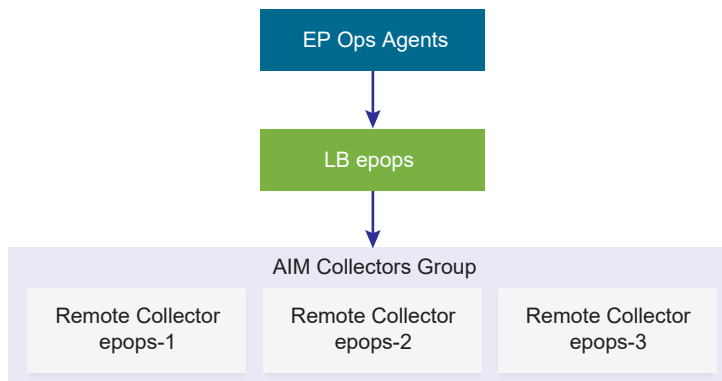 EP Ops Agents
LB epops
AIM Collectors Group
Remote Collector
epops-1
Remote Collector
epops-2
Remote Collector
epops-3